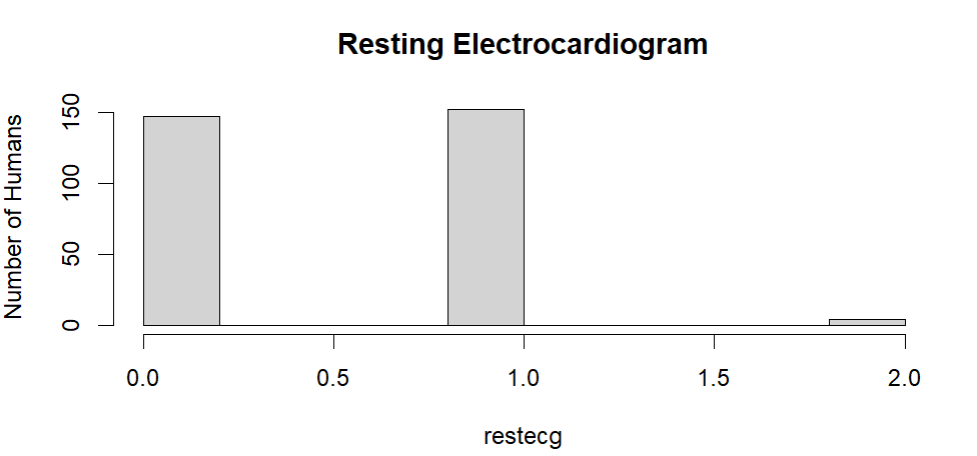 Resting Electrocardiogram
Number of Humans
150
100
50
0
0.0 0.5 1.0 1.5 2.0
restecg